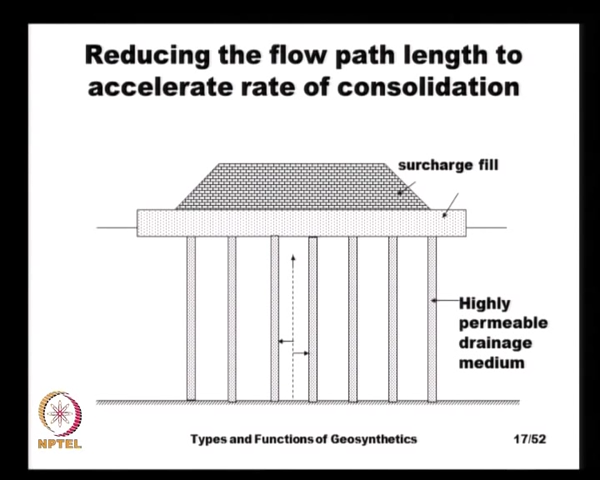 Reducing the flow path length to
accelerate rate of consolidation
surcharge fill
Highly
permeable
drainage
medium
NPTEL
Types and Functions of Geosynthetics
17/52